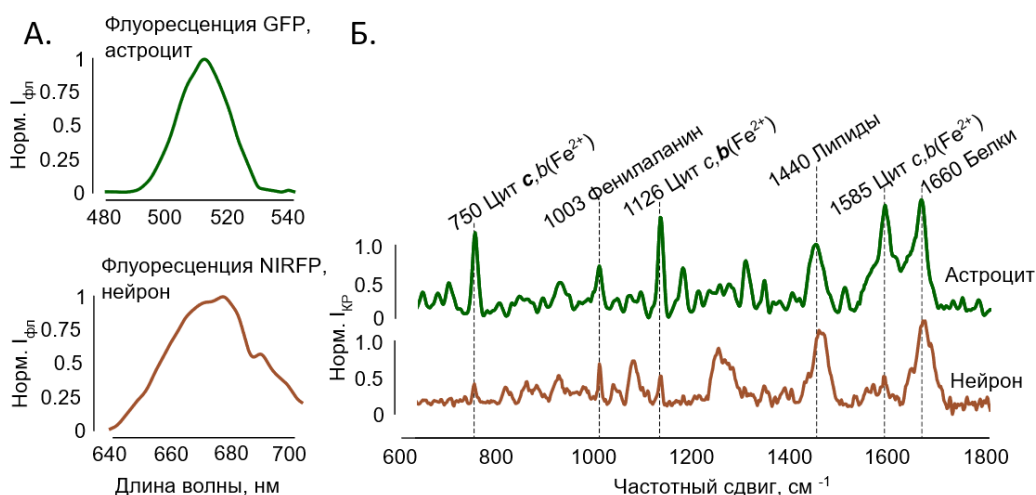 А.
Флуоресценция GFP,
астроцит
Норм. Iфл
1
0.75
0.5
0.25
0
480 500 520 540
Флуоресценция NIRFP,
нейрон
Норм. Iфл
1
0.75
0.5
0.25
0
640 660 680 700
Длина волны, нм
Б.
750 Цит c,b(Fe²⁺)
1003 Фенилаланин
1126 Цит c,b(Fe²⁺)
1440 Липиды
1585 Цит c,b(Fe²⁺)
1660 Белки
Норм. IКР
1.0
0.5
0
Астроцит
1.0
0.5
0
Нейрон
600 800 1000 1200 1400 1600 1800
Частотный сдвиг, см ⁻¹